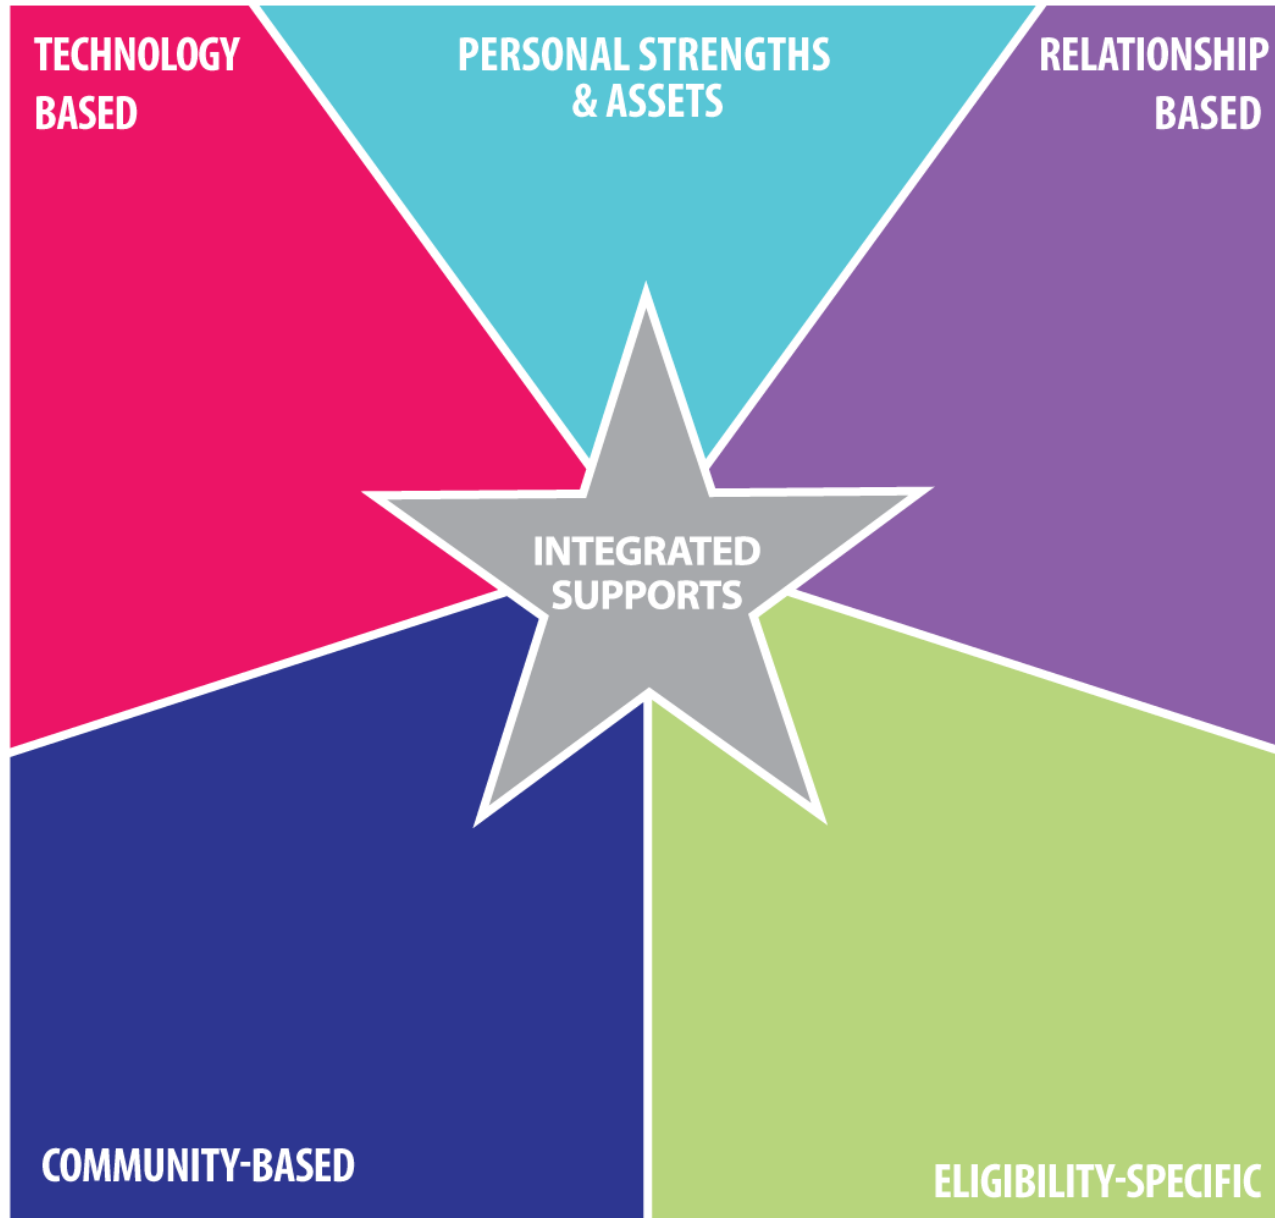 TECHNOLOGY
BASED
PERSONAL STRENGTHS
& ASSETS
RELATIONSHIP
BASED
INTEGRATED
SUPPORTS
COMMUNITY-BASED
ELIGIBILITY-SPECIFIC